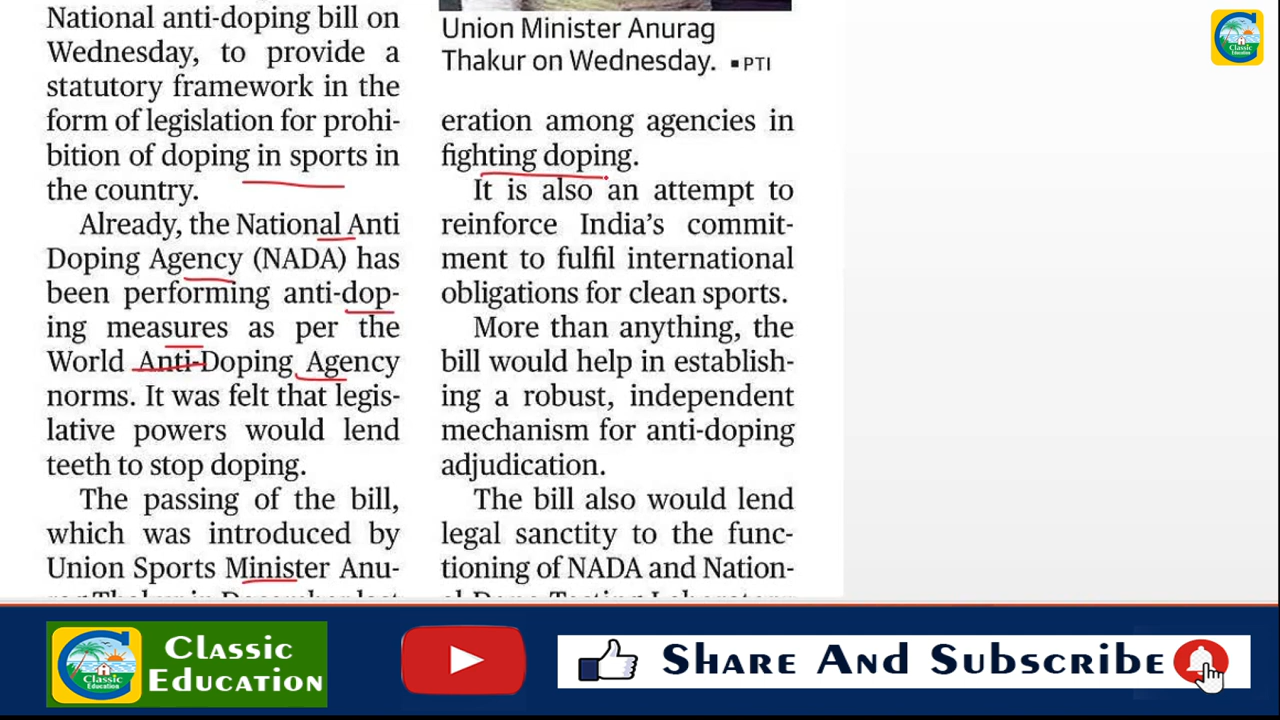 National anti-doping bill on
Wednesday, to provide a
statutory framework in the
form of legislation for prohi-
bition of doping in sports in
the country.
Already, the National Anti
Doping Agency (NADA) has
been performing anti-dop-
ing measures as per the
World Anti-Doping Agency
norms. It was felt that legis-
lative powers would lend
teeth to stop doping.
The passing of the bill,
which was introduced by
Union Sports Minister Anu-
Union Minister Anurag
Thakur on Wednesday. ▪PTI
eration among agencies in
fighting doping.
It is also an attempt to
reinforce India's commit-
ment to fulfil international
obligations for clean sports.
More than anything, the
bill would help in establish-
ing a robust, independent
mechanism for anti-doping
adjudication.
The bill also would lend
legal sanctity to the func-
tioning of NADA and Nation-
Classic
Education
Classic
Education
Classic
Education
Share And Subscribe